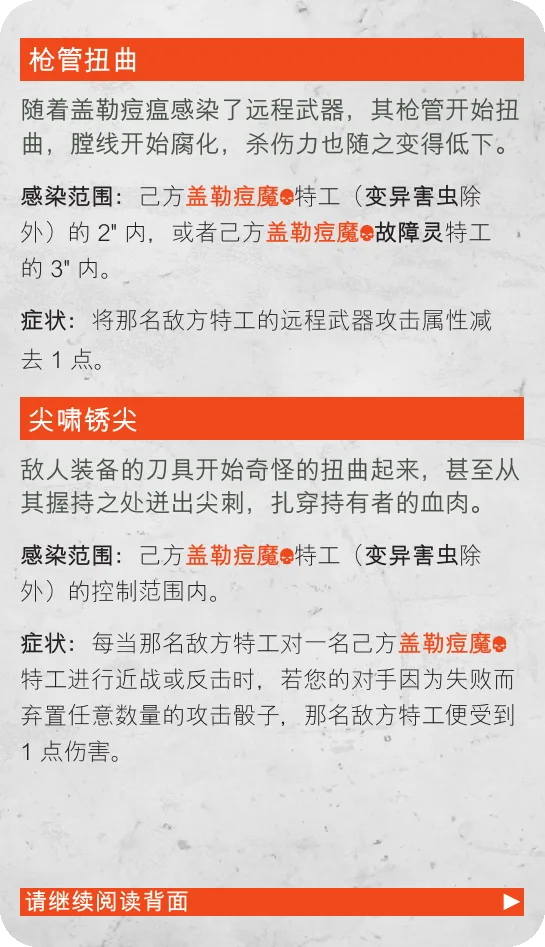 枪管扭曲
随着盖勒痘瘟感染了远程武器，其枪管开始扭
曲，膛线开始腐化，杀伤力也随之变得低下。
感染范围：己方盖勒痘魔💀特工（变异害虫除
外）的 2" 内，或者己方盖勒痘魔💀故障灵特工
的 3" 内。
症状：将那名敌方特工的远程武器攻击属性减
去 1 点。
尖啸锈尖
敌人装备的刀具开始奇怪的扭曲起来，甚至从
其握持之处迸出尖刺，扎穿持有者的血肉。
感染范围：己方盖勒痘魔💀特工（变异害虫除
外）的控制范围内。
症状：每当那名敌方特工对一名己方盖勒痘魔💀
特工进行近战或反击时，若您的对手因为失败而
弃置任意数量的攻击骰子，那名敌方特工便受到
1 点伤害。
请继续阅读背面